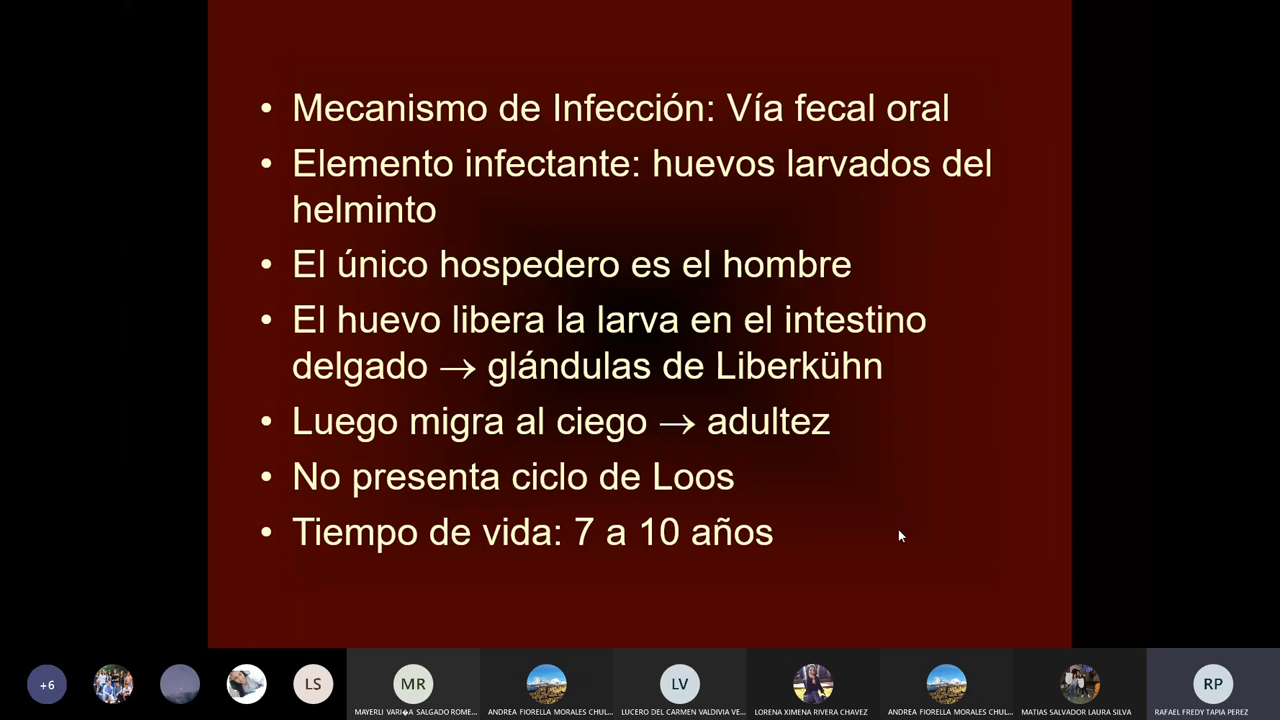 • Mecanismo de Infección: Vía fecal oral
• Elemento infectante: huevos larvados del
helminto
• El único hospedero es el hombre
• El huevo libera la larva en el intestino
delgado → glándulas de Liberkühn
• Luego migra al ciego → adultez
• No presenta ciclo de Loos
• Tiempo de vida: 7 a 10 años
+6
LS
MR
LV
RP
MAYERLI VARI�A SALGADO ROME...
ANDREA FIORELLA MORALES CHUL...
LUCERO DEL CARMEN VALDIVIA VE...
LORENA XIMENA RIVERA CHAVEZ
ANDREA FIORELLA MORALES CHUL...
MATIAS SALVADOR LAURA SILVA
RAFAEL FREDY TAPIA PEREZ